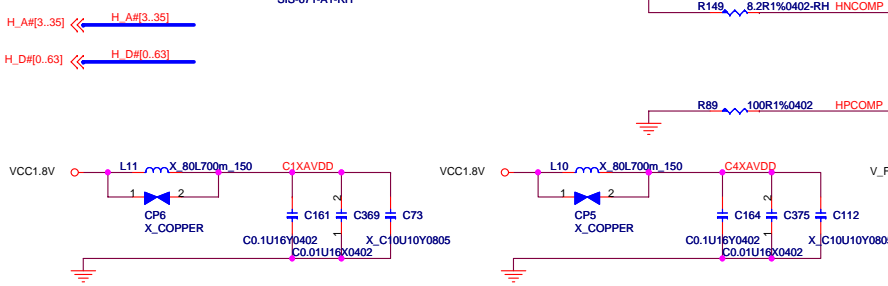 SIS-671-A1-RH
R149 8.2R1%0402-RH HNCOMP
H_A#[3..35] H_A#[3..35]
H_D#[0..63] H_D#[0..63]
R89 100R1%0402 HPCOMP
VCC1.8V L11 X_80L700m_150 C1XAVDD
1 2
CP6
X_COPPER
2
C161 C369 C73
1
C0.1U16Y0402 X_C10U10Y0805
C0.01U16X0402
VCC1.8V L10 X_80L700m_150 C4XAVDD
1 2
CP5
X_COPPER
2
C164 C375 C112
1
C0.1U16Y0402 X_C10U10Y0805
C0.01U16X0402